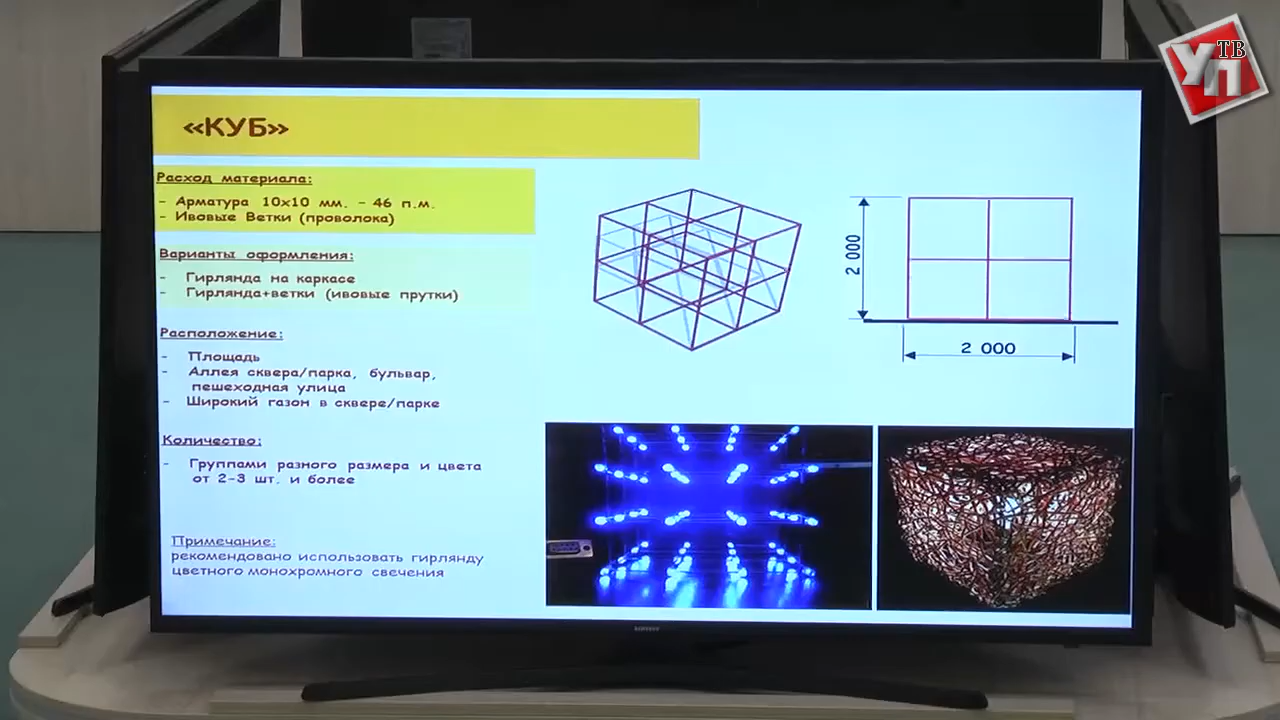 УП ТВ
«КУБ»
Расход материала:
- Арматура 10х10 мм. - 46 п.м.
- Ивовые Ветки (проволока)
Варианты оформления:
- Гирлянда на каркасе
- Гирлянда+ветки (ивовые прутки)
Расположение:
- Площадь
- Аллея сквера/парка, бульвар,
пешеходная улица
- Широкий газон в сквере/парке
Количество:
- Группами разного размера и цвета
от 2-3 шт. и более
Примечание:
рекомендовано использовать гирлянду
цветного монохромного свечения
2 000
2 000
SAMSUNG